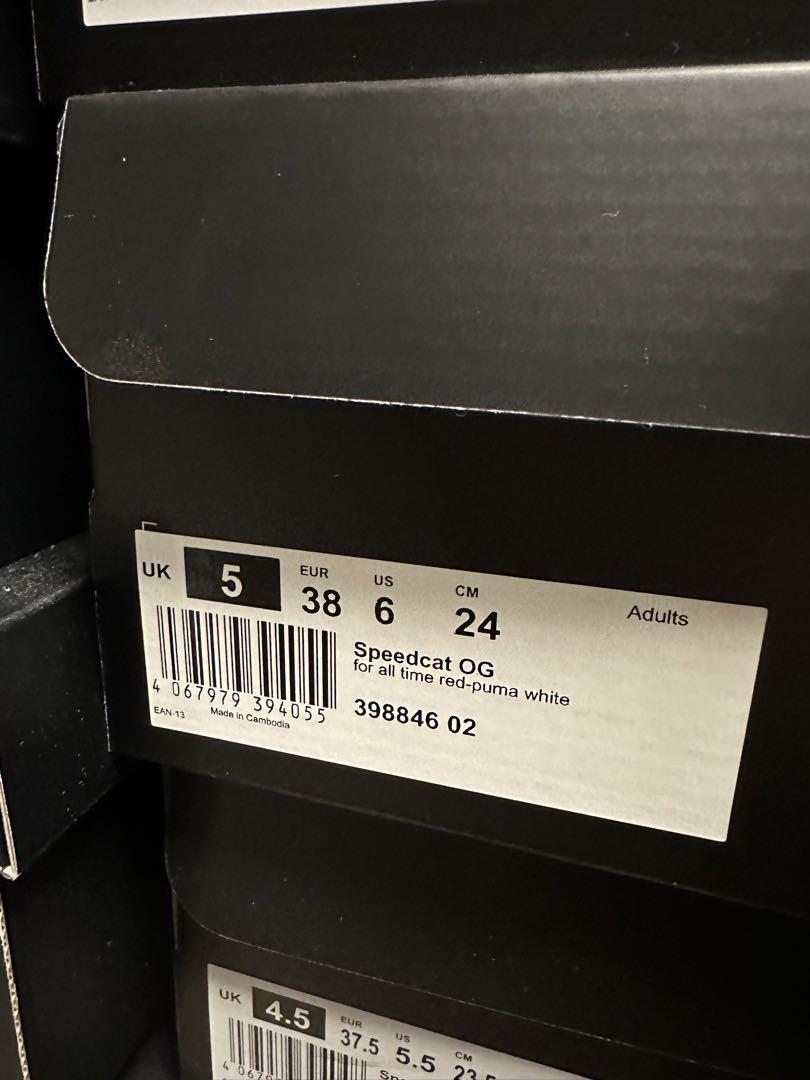 UK 5 EUR 38 US 6 CM 24 Adults
Speedcat OG
for all time red-puma white
4 067979 394055
398846 02
EAN-13 Made in Cambodia
UK 4.5 EUR 37.5 US 5.5 CM